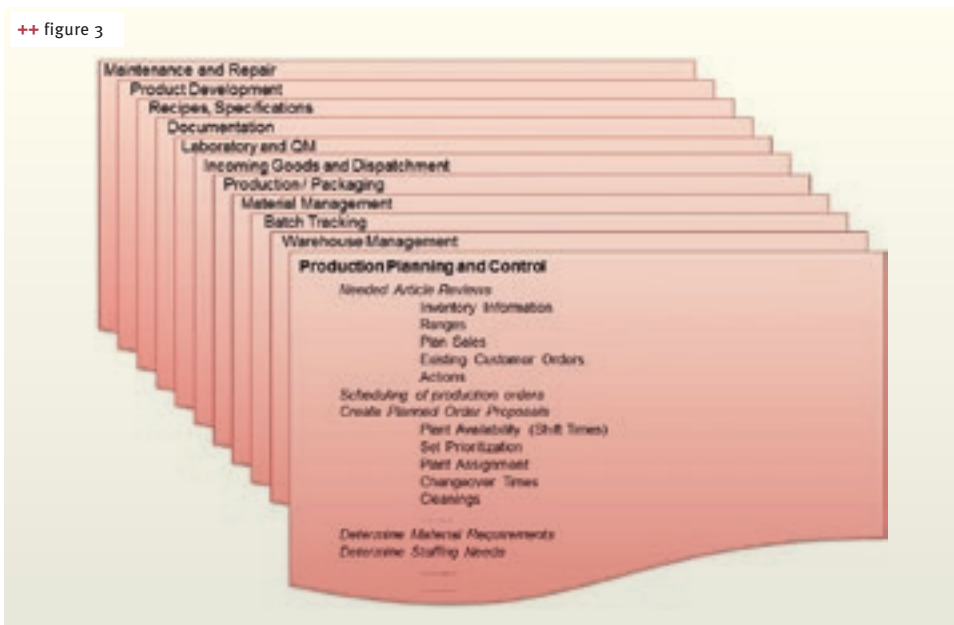 ++ figure 3
Maintenance and Repair
Product Development
Recipes, Specifications
Documentation
Laboratory and QM
Incoming Goods and Dispatchment
Production / Packaging
Material Management
Batch Tracking
Warehouse Management
Production Planning and Control
Needed Article Reviews
Inventory Information
Ranges
Plan Sales
Existing Customer Orders
Actions
Scheduling of production orders
Create Planned Order Proposals
Plant Availability (Shift Times)
Set Prioritization
Plant Assignment
Changeover Times
Cleanings
......
Determine Material Requirements
Determine Staffing Needs
......
......